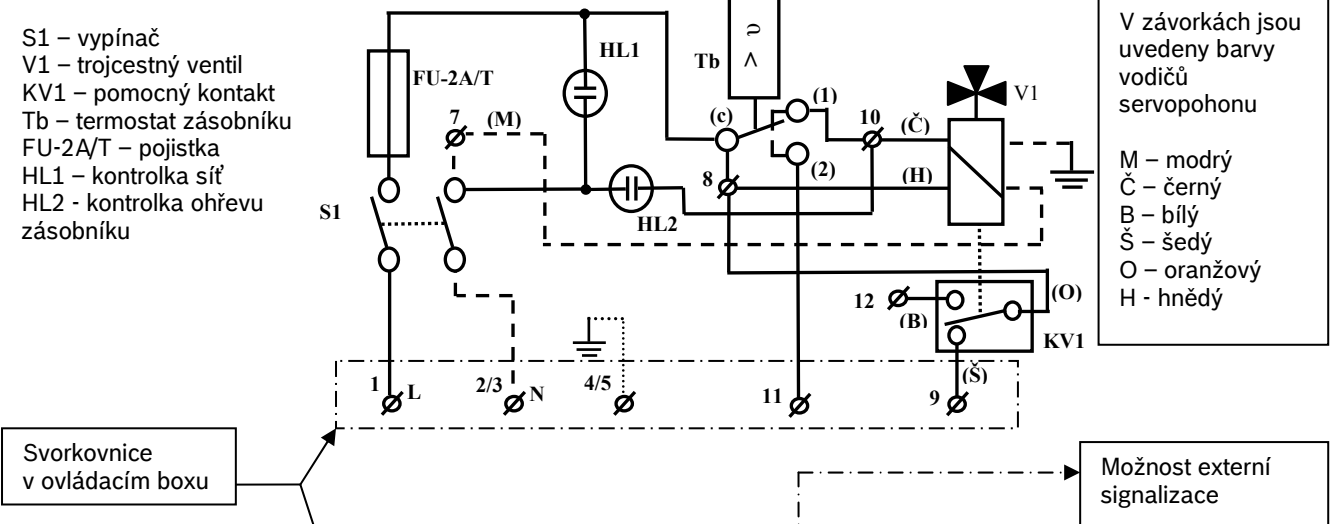 S1 – vypínač
V1 – trojcestný ventil
KV1 – pomocný kontakt
Tb – termostat zásobníku
FU-2A/T – pojistka
HL1 – kontrolka síť
HL2 - kontrolka ohřevu
zásobníku
FU-2A/T
HL1
Tb
>
V1
7
(M)
(c)
(1)
10
(Č)
(2)
8
(H)
S1
HL2
12
(B)
(O)
KV1
(Š)
1
L
2/3
N
4/5
11
9
V závorkách jsou
uvedeny barvy
vodičů
servopohonu
M – modrý
Č – černý
B – bílý
Š – šedý
O – oranžový
H - hnědý
Svorkovnice
v ovládacím boxu
Možnost externí
signalizace